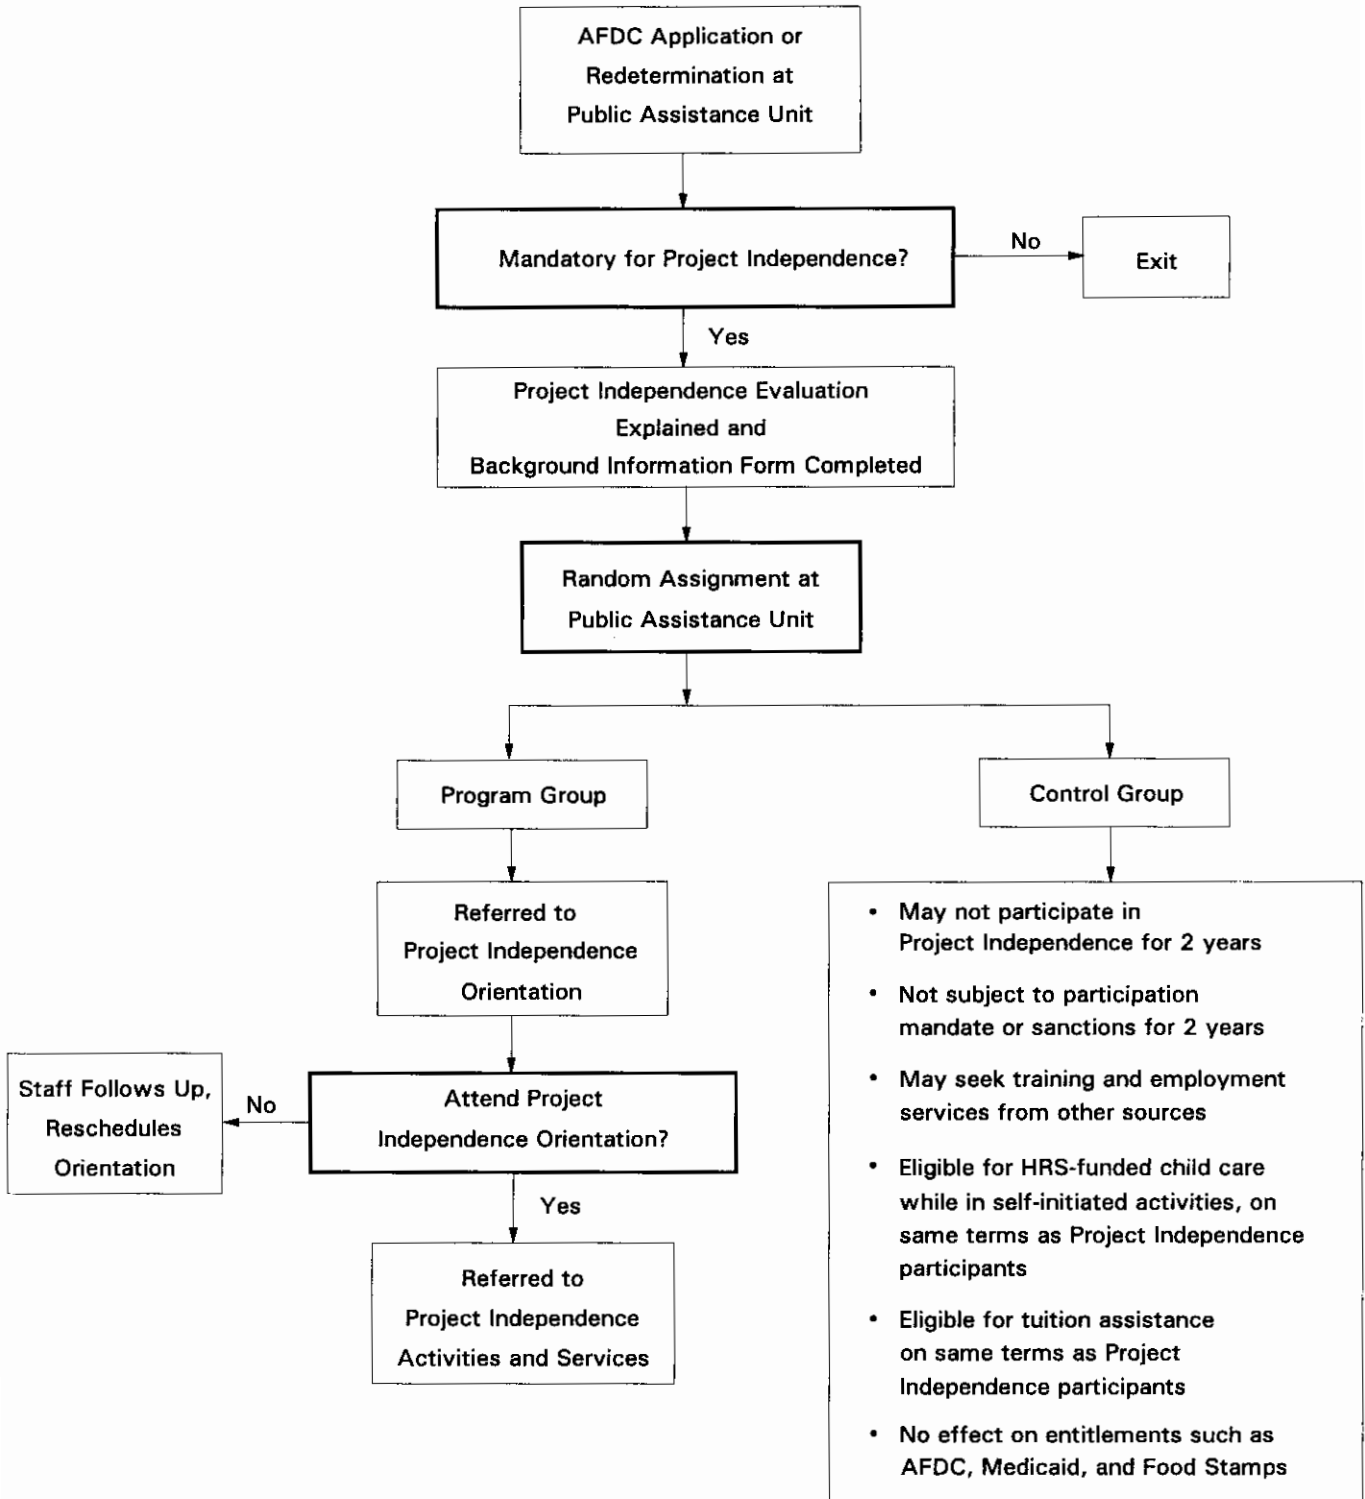 AFDC Application or
Redetermination at
Public Assistance Unit
Mandatory for Project Independence?
No
Exit
Yes
Project Independence Evaluation
Explained and
Background Information Form Completed
Random Assignment at
Public Assistance Unit
Program Group
Control Group
Referred to
Project Independence
Orientation
Attend Project
Independence Orientation?
No
Staff Follows Up,
Reschedules
Orientation
Yes
Referred to
Project Independence
Activities and Services
• May not participate in
Project Independence for 2 years
• Not subject to participation
mandate or sanctions for 2 years
• May seek training and employment
services from other sources
• Eligible for HRS-funded child care
while in self-initiated activities, on
same terms as Project Independence
participants
• Eligible for tuition assistance
on same terms as Project
Independence participants
• No effect on entitlements such as
AFDC, Medicaid, and Food Stamps